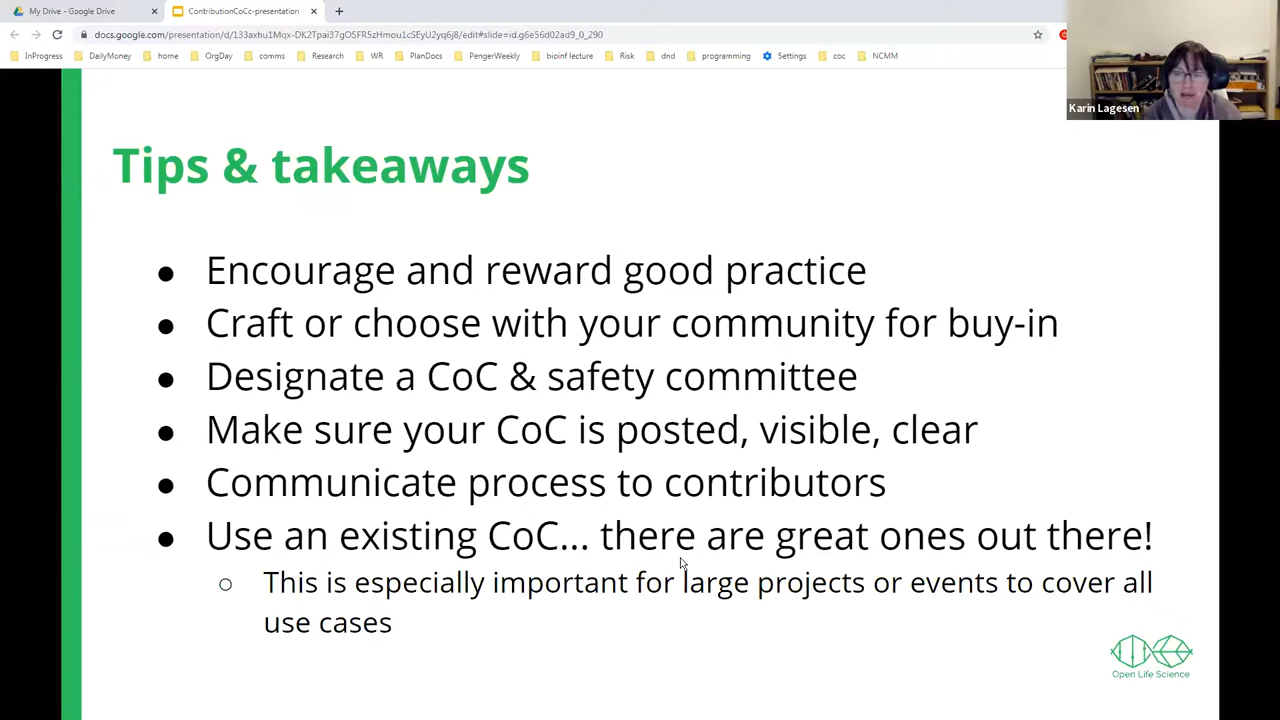 My Drive - Google Drive
ContributionCoCc-presentation
docs.google.com/presentation/d/133axhu1Mqx-DK2Tpai37gOSFR5zHmou1cSEyU2yq6j8/edit#slide=id.g6e56d02ad9_0_290
InProgress DailyMoney home OrgDay comms Research WR PlanDocs PengerWeekly bioinf lecture Risk dnd programming Settings coc NCMM
Karin Lagesen
Tips & takeaways
● Encourage and reward good practice
● Craft or choose with your community for buy-in
● Designate a CoC & safety committee
● Make sure your CoC is posted, visible, clear
● Communicate process to contributors
● Use an existing CoC... there are great ones out there!
○ This is especially important for large projects or events to cover all
use cases
Open Life Science